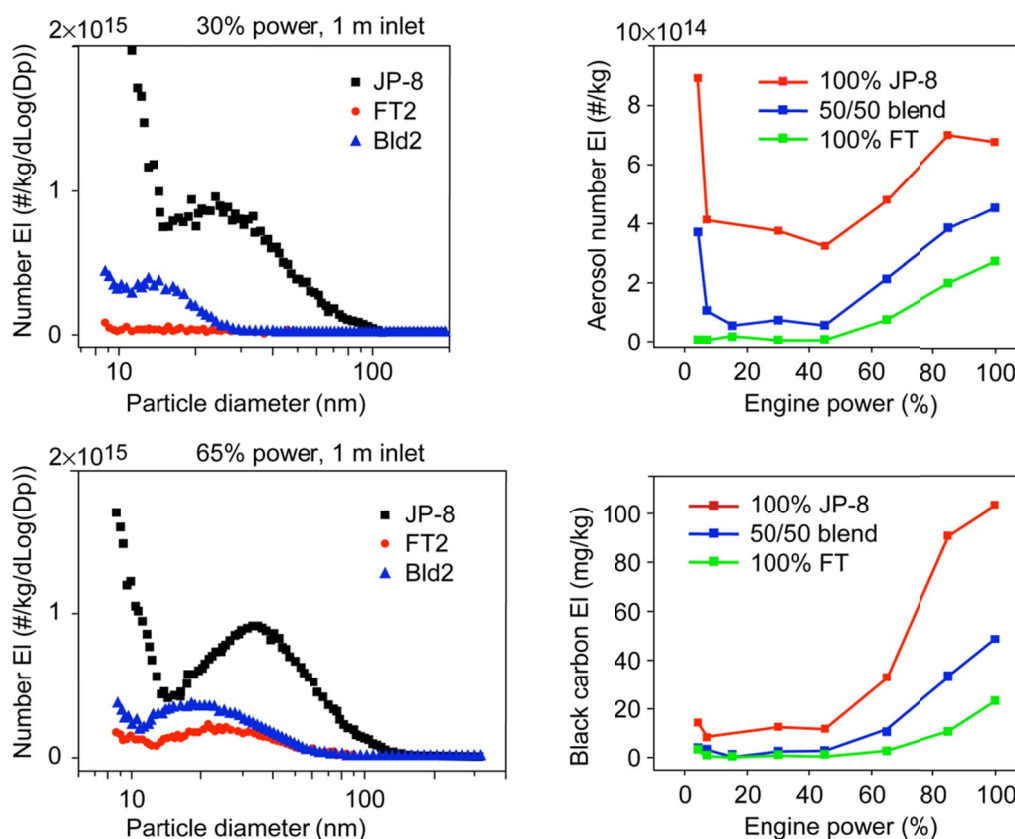 2×10^15
30% power, 1 m inlet
JP-8
FT2
Bld2
Number EI (#/kg/dLog(Dp))
1
0
10
100
Particle diameter (nm)
10×10^14
100% JP-8
50/50 blend
100% FT
Aerosol number EI (#/kg)
8
6
4
2
0
0 20 40 60 80 100
Engine power (%)
2×10^15
65% power, 1 m inlet
JP-8
FT2
Bld2
Number EI (#/kg/dLog(Dp))
1
0
10
100
Particle diameter (nm)
100% JP-8
50/50 blend
100% FT
Black carbon EI (mg/kg)
100
80
60
40
20
0
0 20 40 60 80 100
Engine power (%)